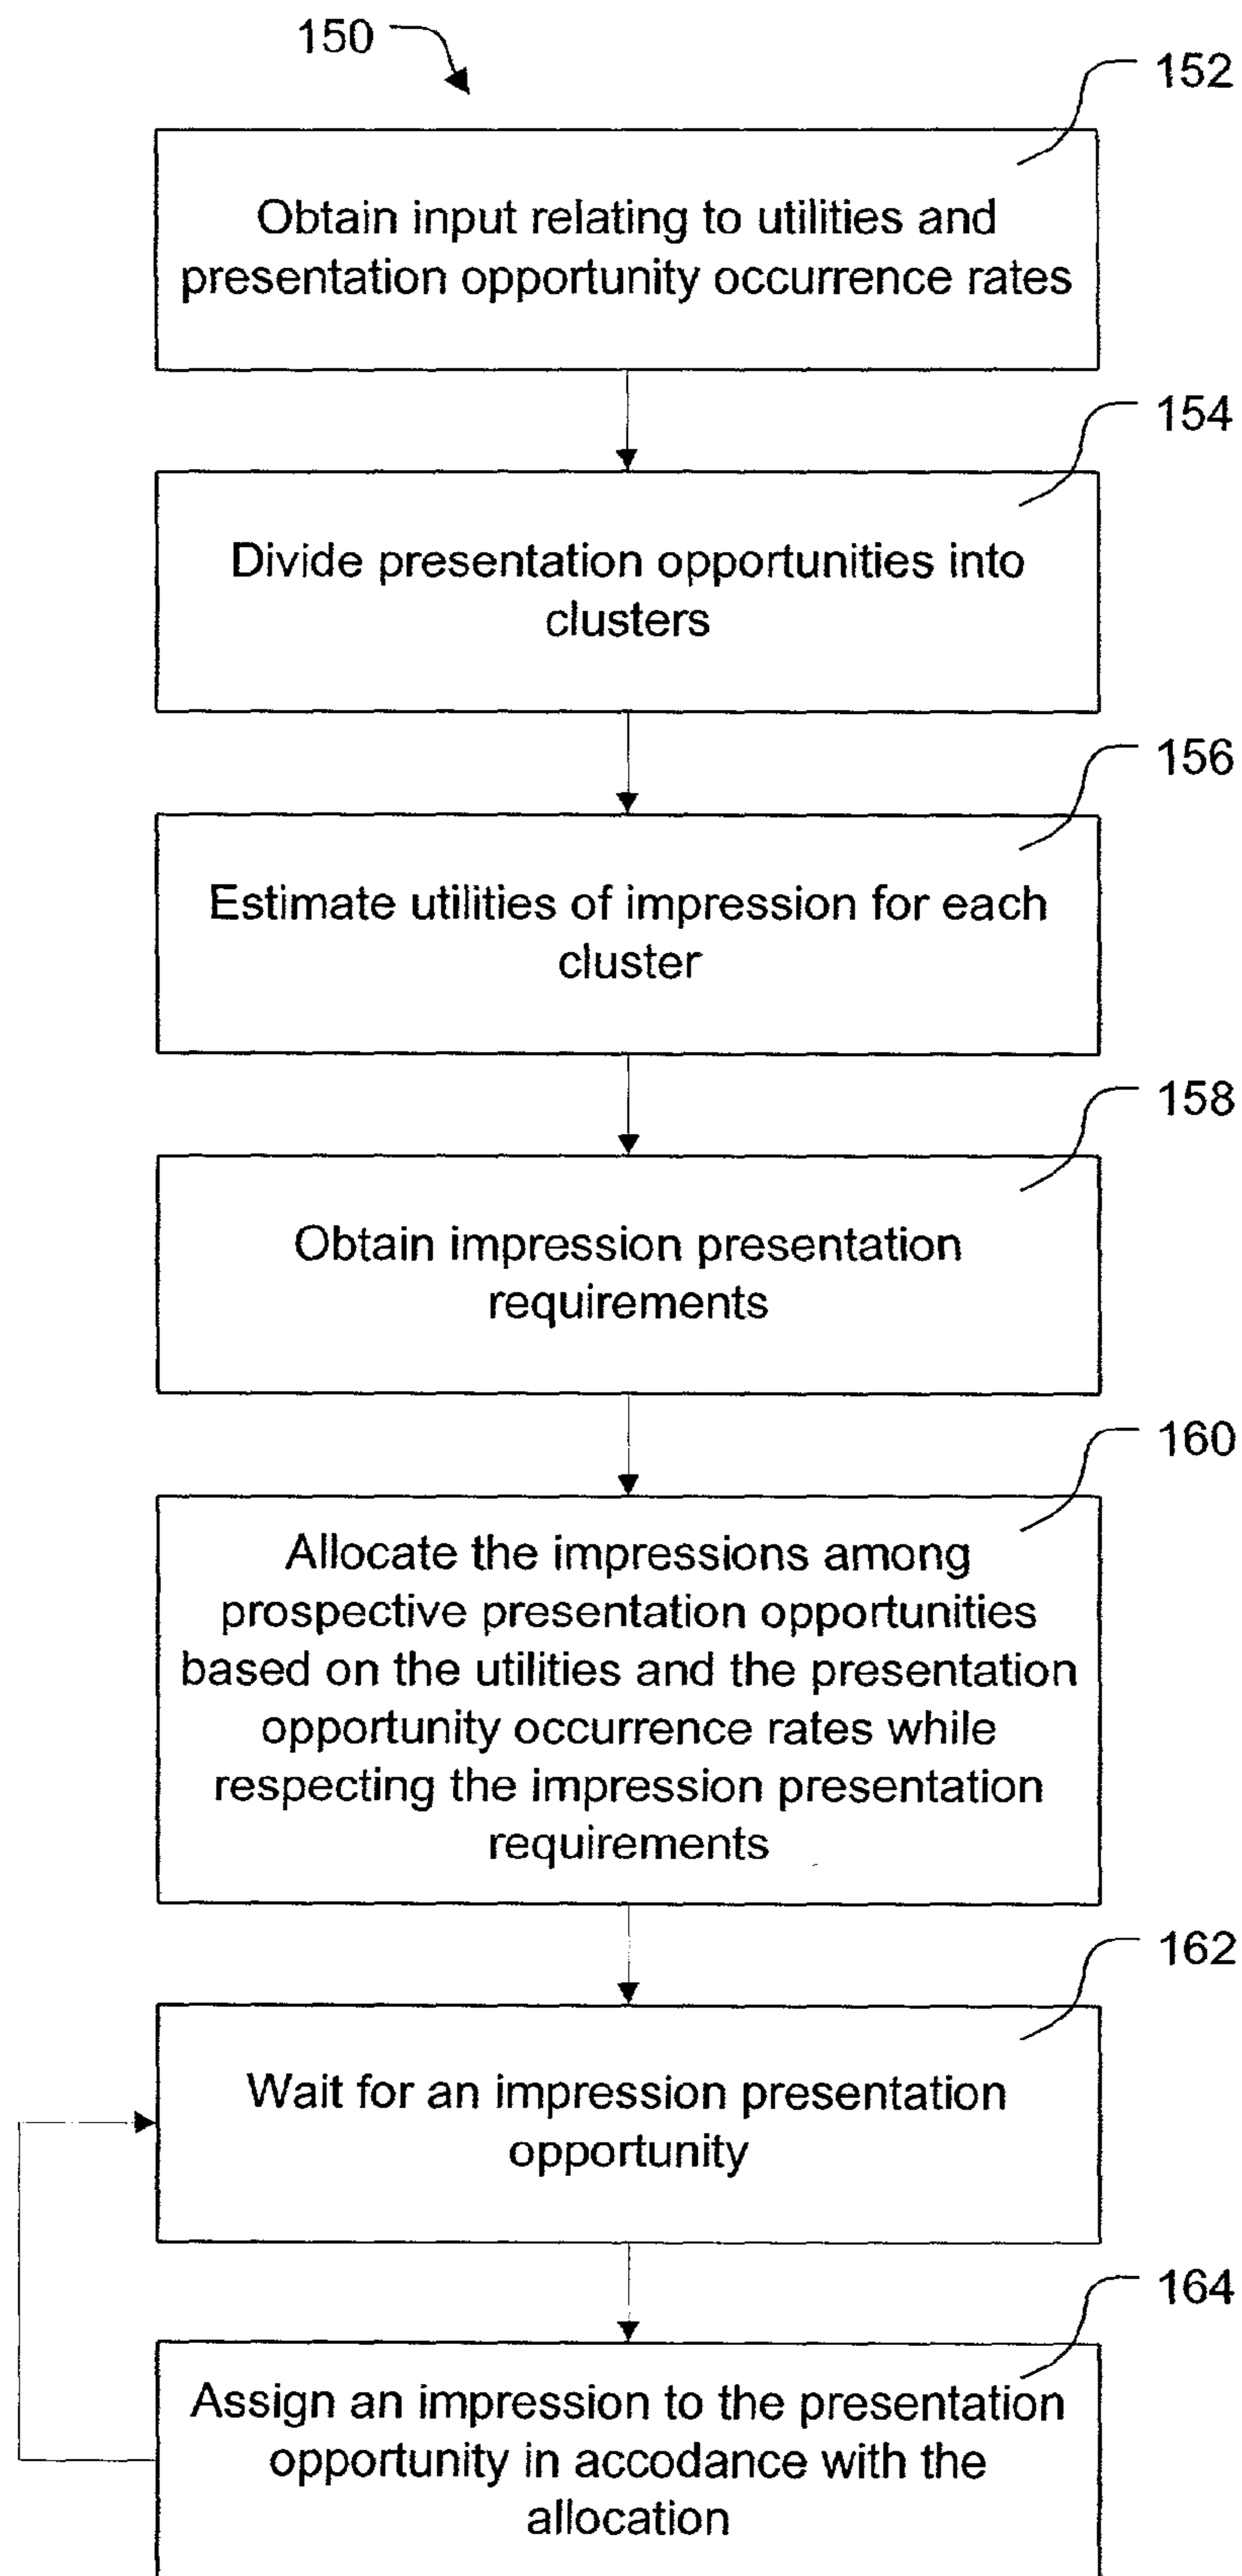 150
152
Obtain input relating to utilities and
presentation opportunity occurrence rates
154
Divide presentation opportunities into
clusters
156
Estimate utilities of impression for each
cluster
158
Obtain impression presentation
requirements
160
Allocate the impressions among
prospective presentation opportunities
based on the utilities and the presentation
opportunity occurrence rates while
respecting the impression presentation
requirements
162
Wait for an impression presentation
opportunity
164
Assign an impression to the presentation
opportunity in accodance with the
allocation